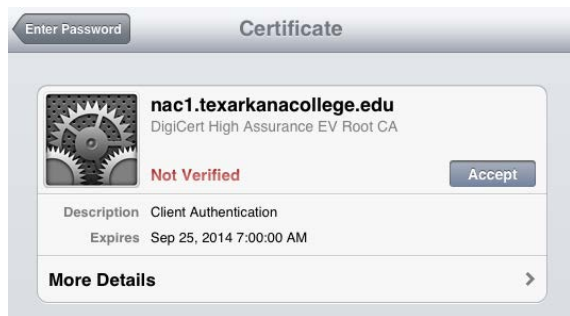 Enter Password
Certificate
nac1.texarkanacollege.edu
DigiCert High Assurance EV Root CA
Not Verified
Accept
Description Client Authentication
Expires Sep 25, 2014 7:00:00 AM
More Details